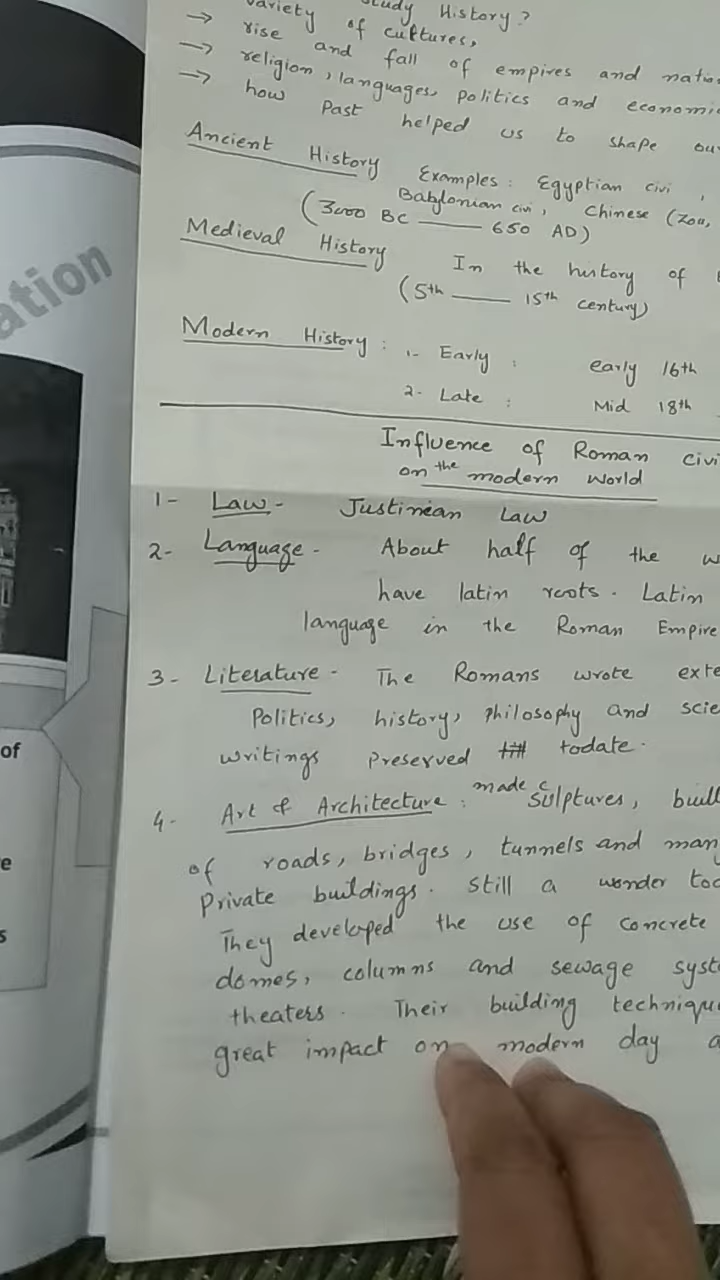 variety of cultures, Study History?
→ rise and fall of empires and
→ religion, languages, politics and
→ how past helped us to shape
Ancient History Examples: Egyptian civi,
Babylonian civi, Chinese
(3000 BC — 650 AD)
Medieval History In the history of
(5th — 15th century)
Modern History: 1- Early : early 16th
2- Late : Mid 18th
Influence of Roman
on the modern World
1- Law - Justinean Law
2- Language - About half of the
have latin roots. Latin
language in the Roman Empire
3- Literature - The Romans wrote
Politics, history, Philosophy and
writings preserved todate.
4- Art & Architecture: made Sulptures,
of roads, bridges, tunnels and
Private buildings. Still a wonder
They developed the use of concrete
domes, columns and sewage
theaters. Their building
great impact on modern day
ation
of